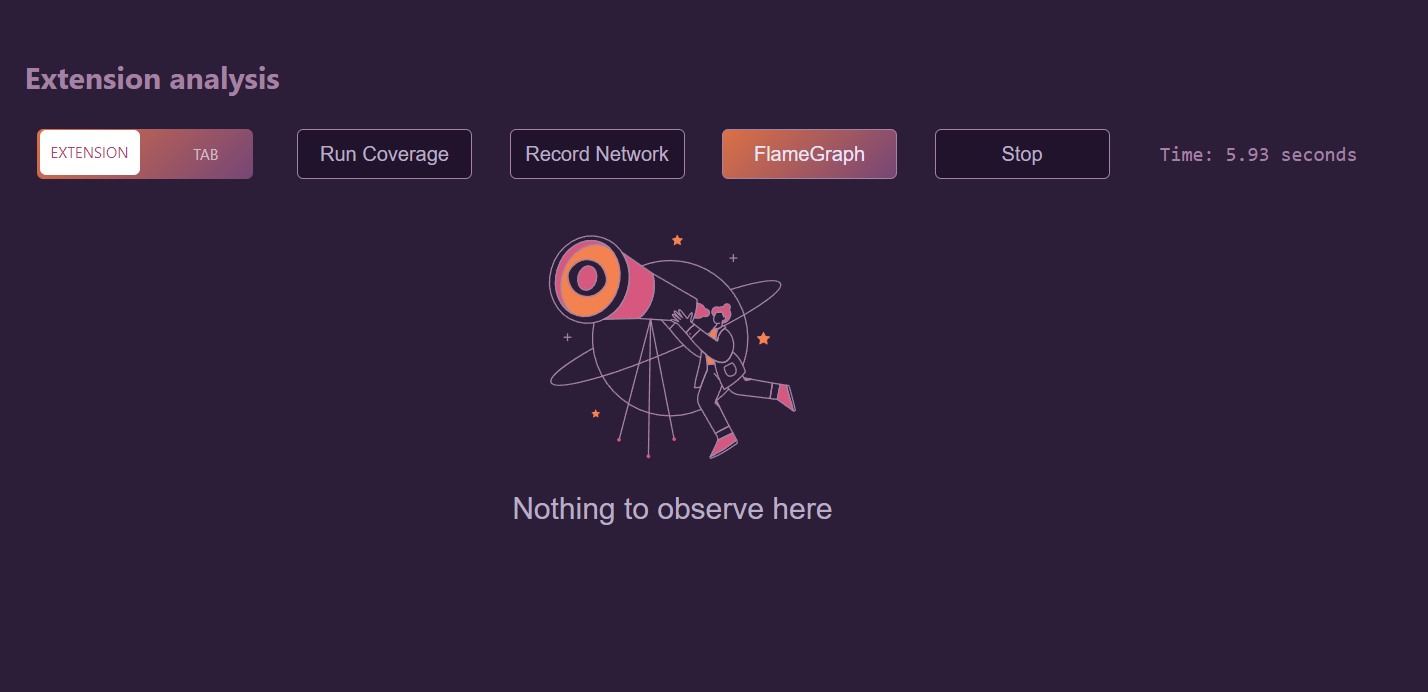 Extension analysis
EXTENSION TAB Run Coverage Record Network FlameGraph Stop Time: 5.93 seconds
Nothing to observe here